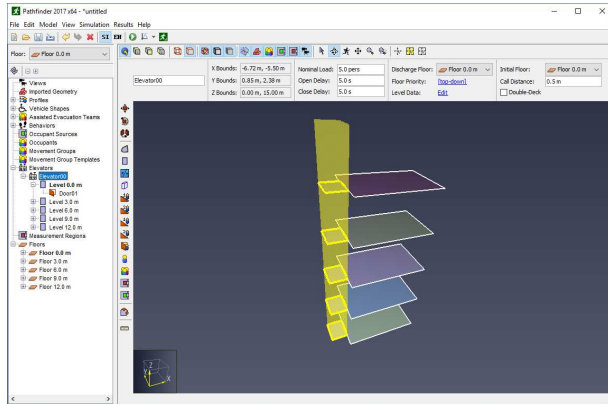 Pathfinder 2017 x64 - *untitled
File Edit Model View Simulation Results Help
SI EN
Floor: Floor 0.0 m
Views
Imported Geometry
Profiles
Vehicle Shapes
Assisted Evacuation Teams
Behaviors
Occupant Sources
Occupants
Movement Groups
Movement Group Templates
Elevators
Elevator00
Level 0.0 m
Door01
Level 3.0 m
Level 6.0 m
Level 9.0 m
Level 12.0 m
Measurement Regions
Floors
Floor 0.0 m
Floor 3.0 m
Floor 6.0 m
Floor 9.0 m
Floor 12.0 m
Elevator00
X Bounds: -6.72 m, -5.50 m
Y Bounds: 0.85 m, 2.38 m
Z Bounds: 0.00 m, 15.00 m
Nominal Load: 5.0 pers
Open Delay: 5.0 s
Close Delay: 5.0 s
Discharge Floor: Floor 0.0 m
Floor Priority: [top-down]
Level Data: Edit
Initial Floor: Floor 0.0 m
Call Distance: 0.5 m
Double-Deck
Z
Y
X